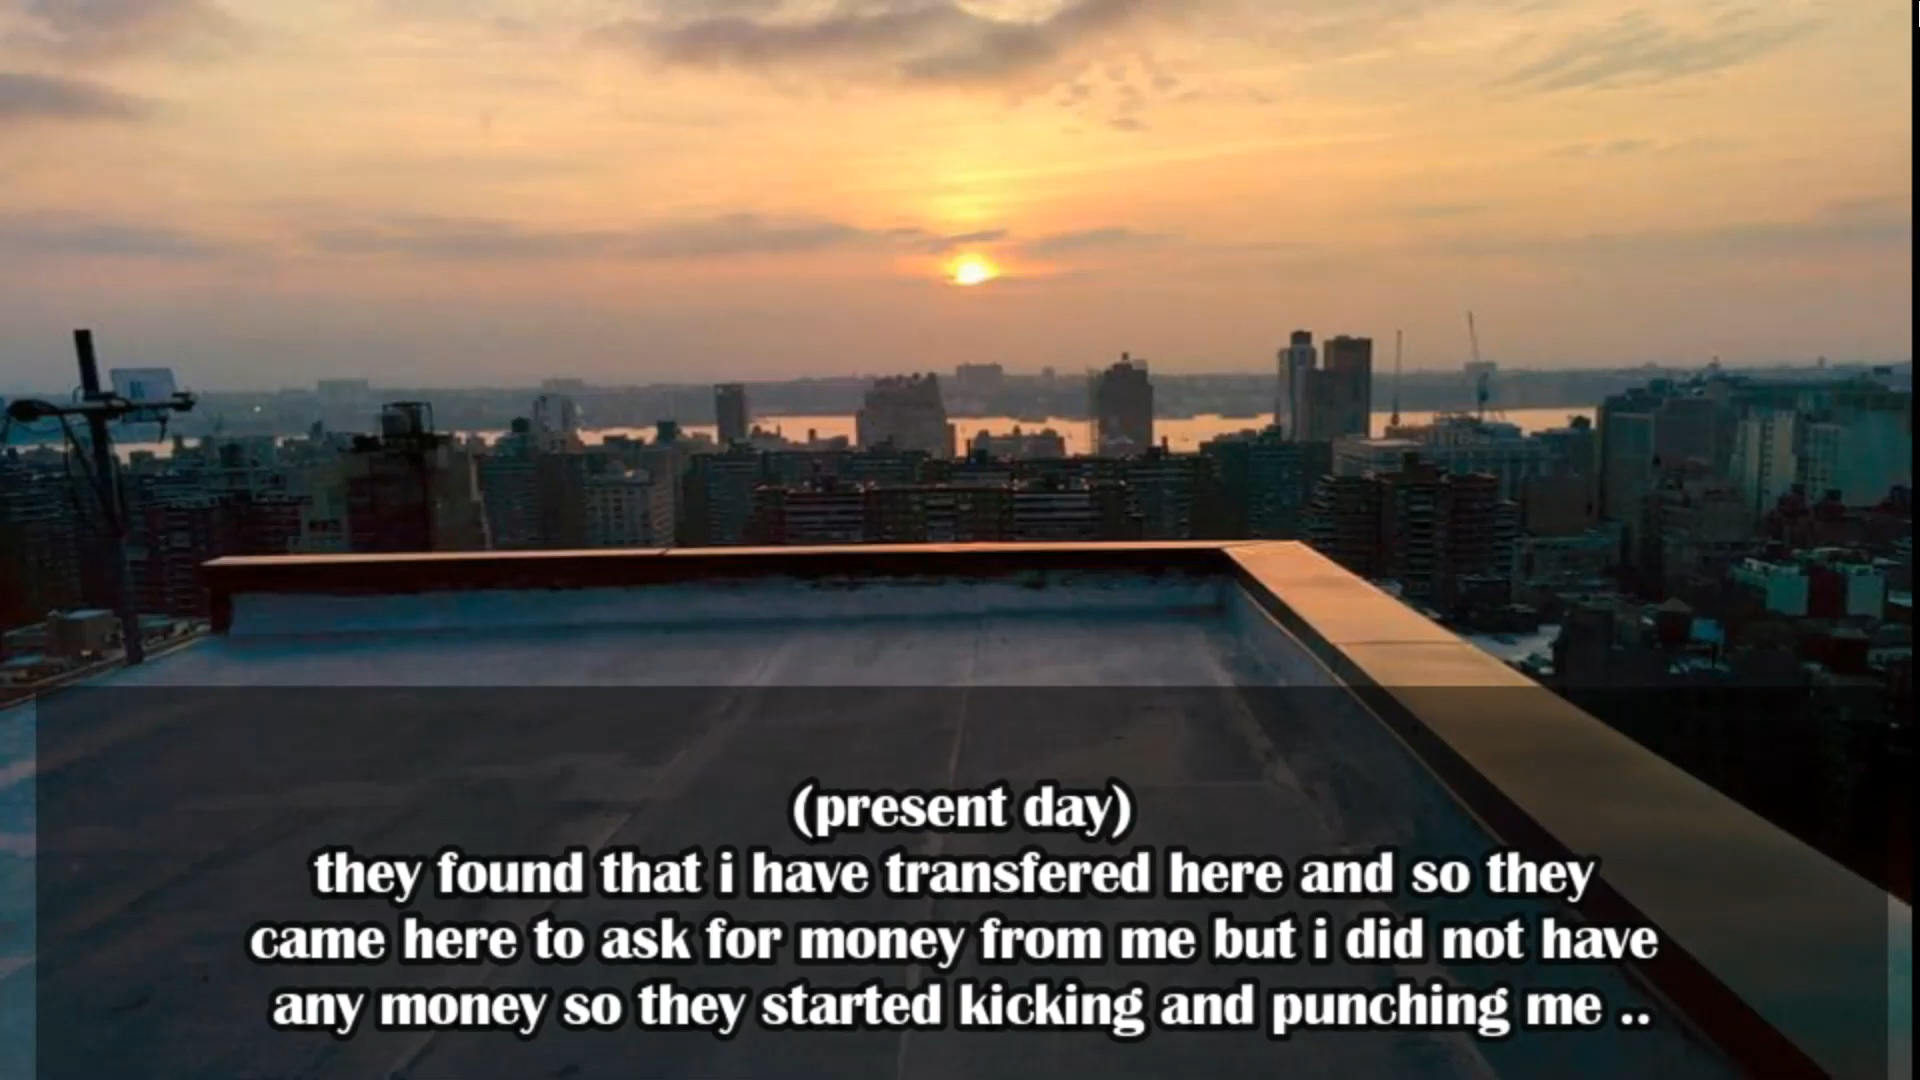 (present day)
they found that i have transfered here and so they
came here to ask for money from me but i did not have
any money so they started kicking and punching me ..